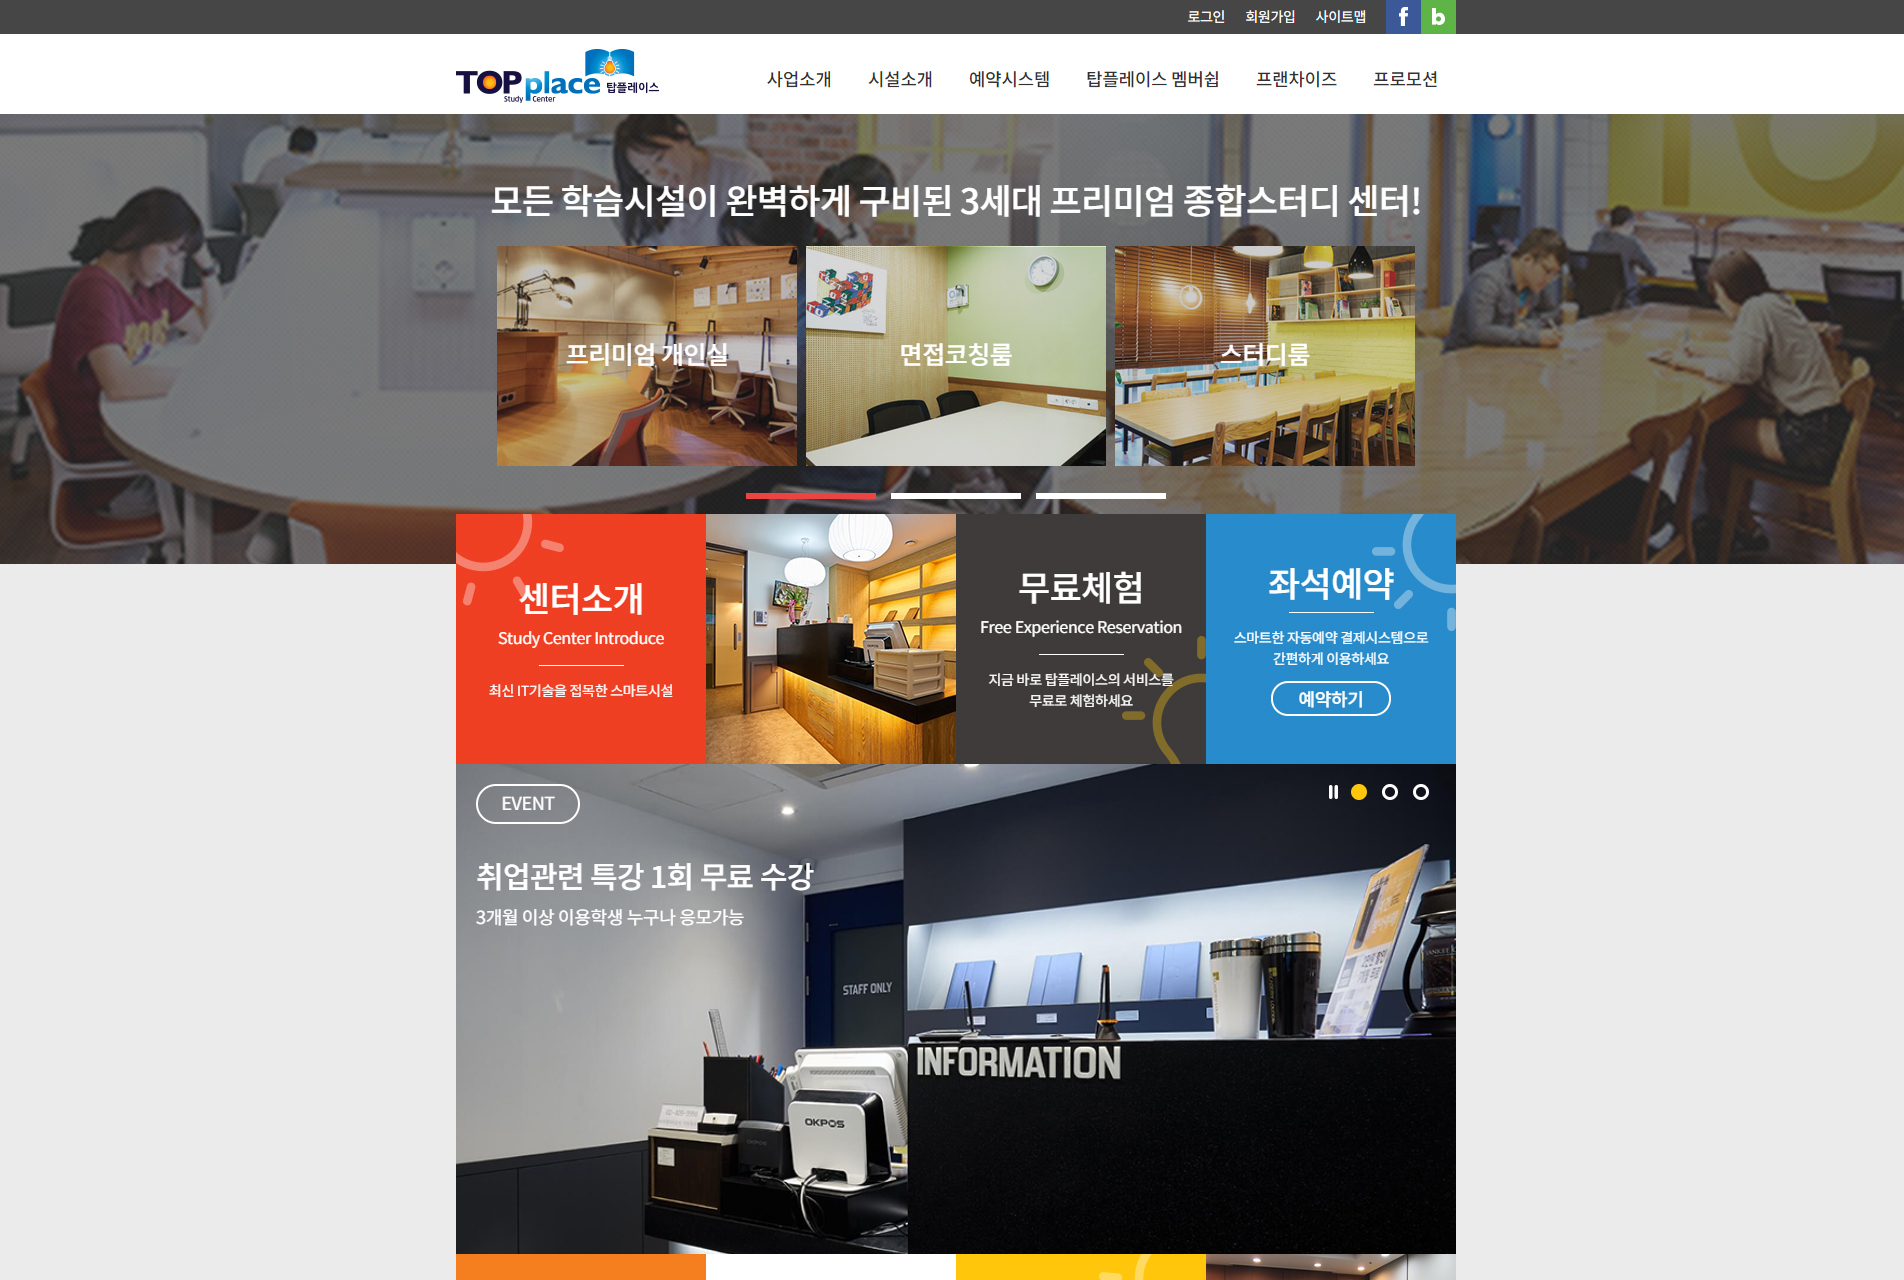 로그인 회원가입 사이트맵
TOP place 탑플레이스
Study Center
사업소개 시설소개 예약시스템 탑플레이스 멤버쉽 프랜차이즈 프로모션
모든 학습시설이 완벽하게 구비된 3세대 프리미엄 종합스터디 센터!
프리미엄 개인실
면접코칭룸
스터디룸
센터소개
Study Center Introduce
최신 IT기술을 접목한 스마트시설
무료체험
Free Experience Reservation
지금 바로 탑플레이스의 서비스를
무료로 체험하세요
좌석예약
스마트한 자동예약 결제시스템으로
간편하게 이용하세요
예약하기
EVENT
취업관련 특강 1회 무료 수강
3개월 이상 이용학생 누구나 응모가능
STAFF ONLY
INFORMATION
OKPOS